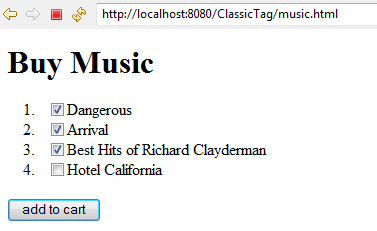 http://localhost:8080/ClassicTag/music.html
Buy Music
1. Dangerous
2. Arrival
3. Best Hits of Richard Clayderman
4. Hotel California
add to cart